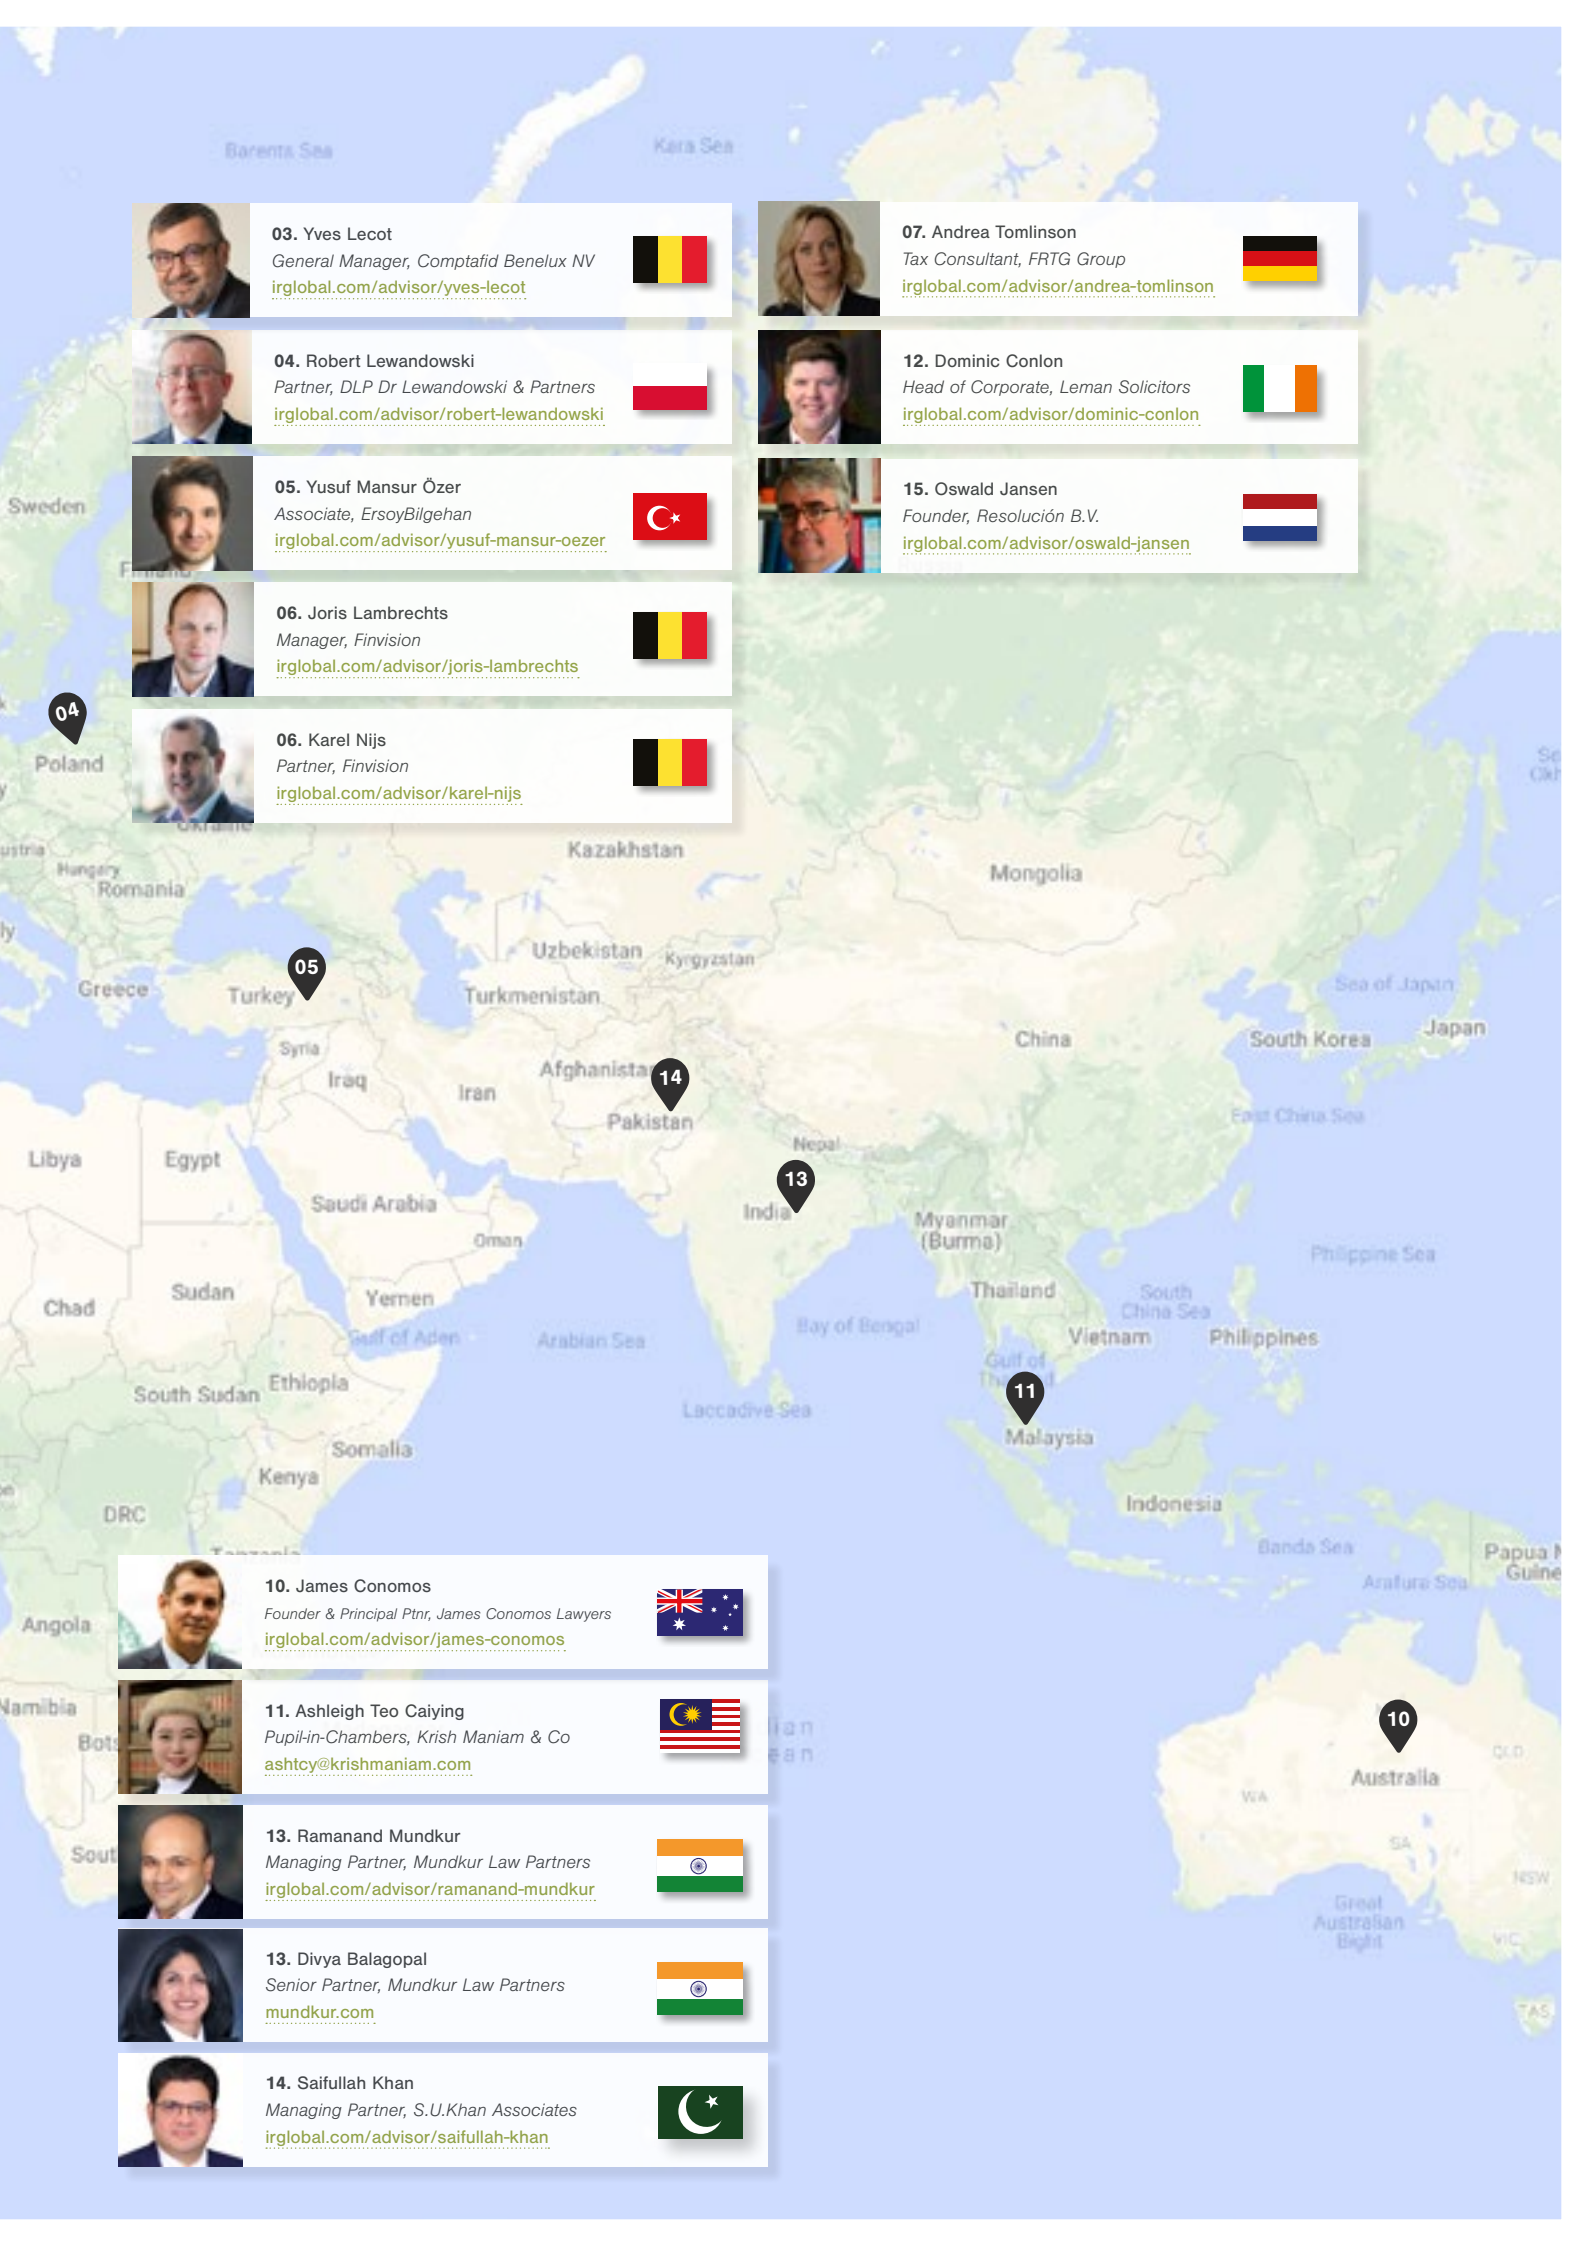 Barents Sea
Kara Sea
03. Yves Lecot
General Manager, Comptafid Benelux NV
irglobal.com/advisor/yves-lecot
04. Robert Lewandowski
Partner, DLP Dr Lewandowski & Partners
irglobal.com/advisor/robert-lewandowski
05. Yusuf Mansur Özer
Associate, ErsoyBilgehan
irglobal.com/advisor/yusuf-mansur-oezer
06. Joris Lambrechts
Manager, Finvision
irglobal.com/advisor/joris-lambrechts
06. Karel Nijs
Partner, Finvision
irglobal.com/advisor/karel-nijs
07. Andrea Tomlinson
Tax Consultant, FRTG Group
irglobal.com/advisor/andrea-tomlinson
12. Dominic Conlon
Head of Corporate, Leman Solicitors
irglobal.com/advisor/dominic-conlon
15. Oswald Jansen
Founder, Resolución B.V.
irglobal.com/advisor/oswald-jansen
Sweden
Finland
04
Poland
Ukraine
Hungary
Romania
Kazakhstan
Mongolia
05
Uzbekistan
Kyrgyzstan
Greece
Turkey
Turkmenistan
Sea of Japan
China
South Korea
Japan
Syria
Iraq
Iran
Afghanista
14
Pakistan
East China Sea
Nepal
Libya
Egypt
13
Saudi Arabia
India
Myanmar
(Burma)
Oman
Philippine Sea
Chad
Sudan
Yemen
Thailand
South
China Sea
Gulf of Aden
Arabian Sea
Bay of Bengal
Vietnam
Philippines
Gulf of
11
South Sudan
Ethiopia
Laccadive Sea
Malaysia
Somalia
Kenya
DRC
Indonesia
Tanzania
Banda Sea
Papua N
Guine
Arafura Sea
Angola
Namibia
Bots
Sout
10. James Conomos
Founder & Principal Ptnr, James Conomos Lawyers
irglobal.com/advisor/james-conomos
11. Ashleigh Teo Caiying
Pupil-in-Chambers, Krish Maniam & Co
ashtcy@krishmaniam.com
13. Ramanand Mundkur
Managing Partner, Mundkur Law Partners
irglobal.com/advisor/ramanand-mundkur
13. Divya Balagopal
Senior Partner, Mundkur Law Partners
mundkur.com
14. Saifullah Khan
Managing Partner, S.U.Khan Associates
irglobal.com/advisor/saifullah-khan
ian
ean
10
QLD
Australia
WA
SA
NSW
Great
Australian
Bight
VIC
TAS